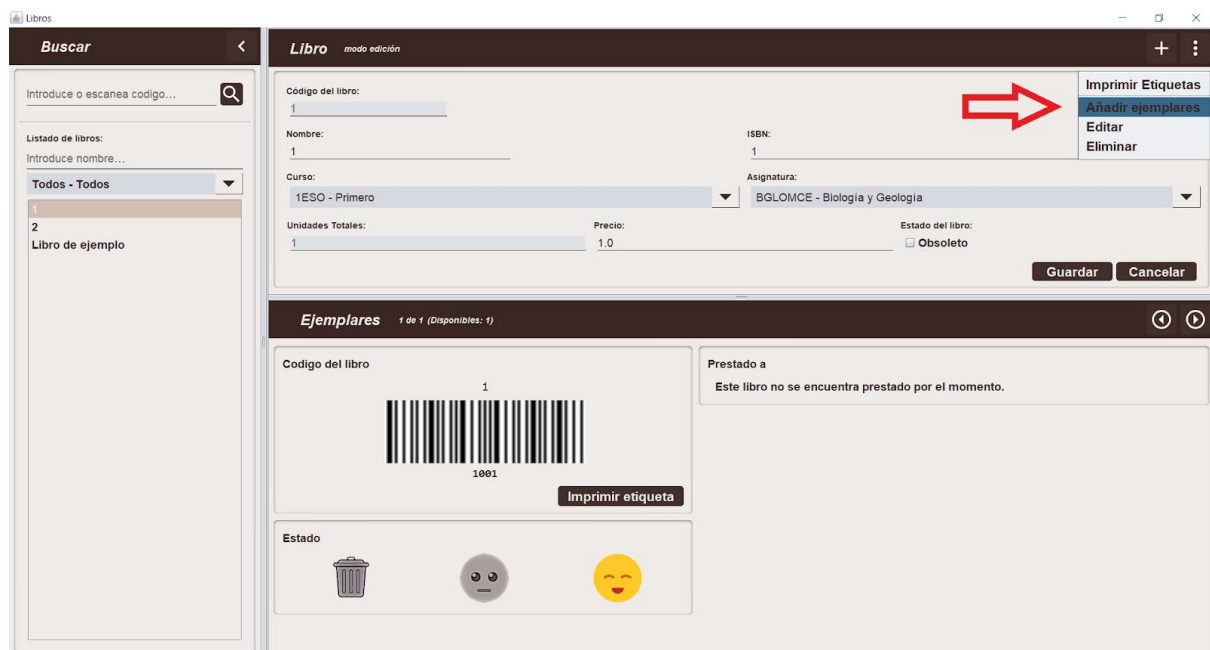 Libros
Buscar
Introduce o escanea codigo...
Listado de libros:
Introduce nombre...
Todos - Todos
1
2
Libro de ejemplo
Libro modo edición
Imprimir Etiquetas
Añadir ejemplares
Editar
Eliminar
Código del libro:
1
Nombre:
1
ISBN:
1
Curso:
1ESO - Primero
Asignatura:
BGLOMCE - Biología y Geología
Unidades Totales:
1
Precio:
1.0
Estado del libro:
Obsoleto
Guardar
Cancelar
Ejemplares 1 de 1 (Disponibles: 1)
Codigo del libro
1
1001
Imprimir etiqueta
Estado
Prestado a
Este libro no se encuentra prestado por el momento.